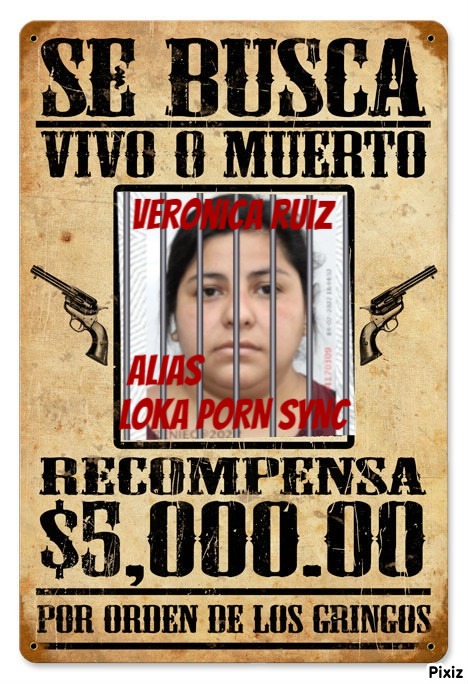 SE BUSCA
VIVO O MUERTO
VERONICA RUIZ
ALIAS
LOKA PORN SYNC
RECOMPENSA
$5,000.00
POR ORDEN DE LOS GRINGOS
Pixiz